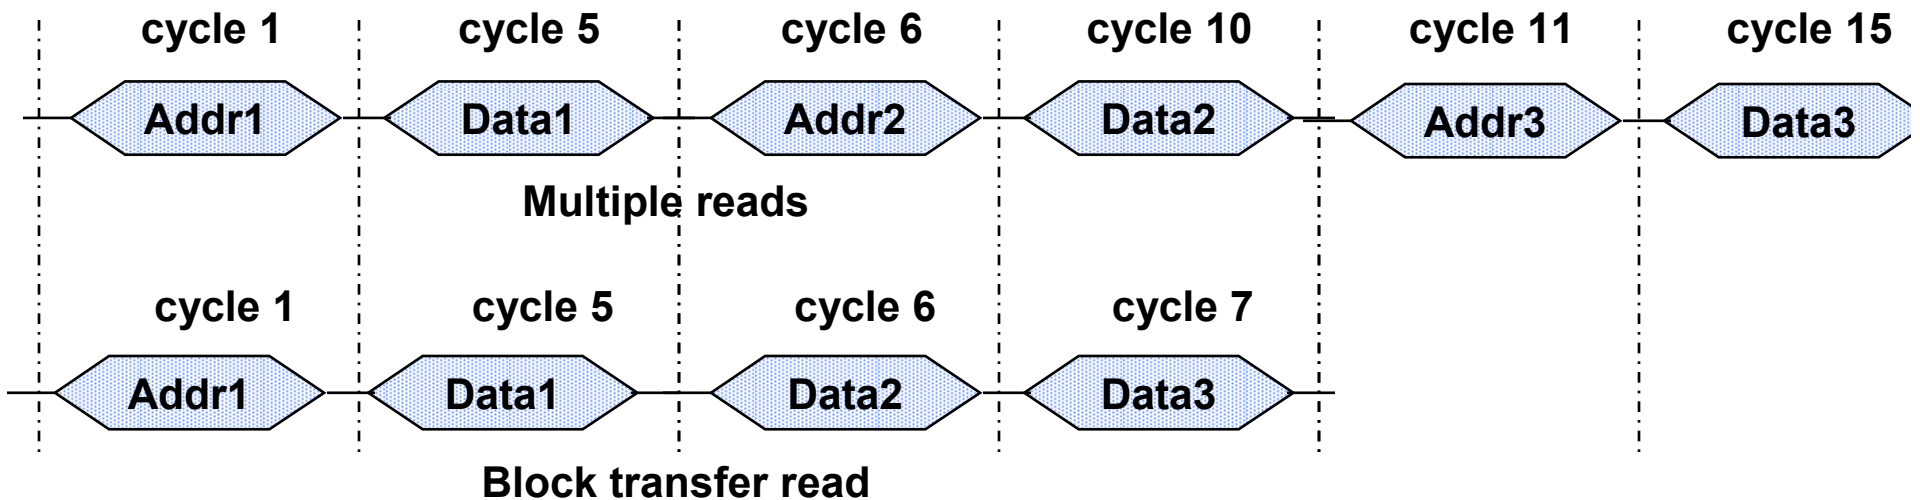 cycle 1 cycle 5 cycle 6 cycle 10 cycle 11 cycle 15
Addr1 Data1 Addr2 Data2 Addr3 Data3
Multiple reads
cycle 1 cycle 5 cycle 6 cycle 7
Addr1 Data1 Data2 Data3
Block transfer read